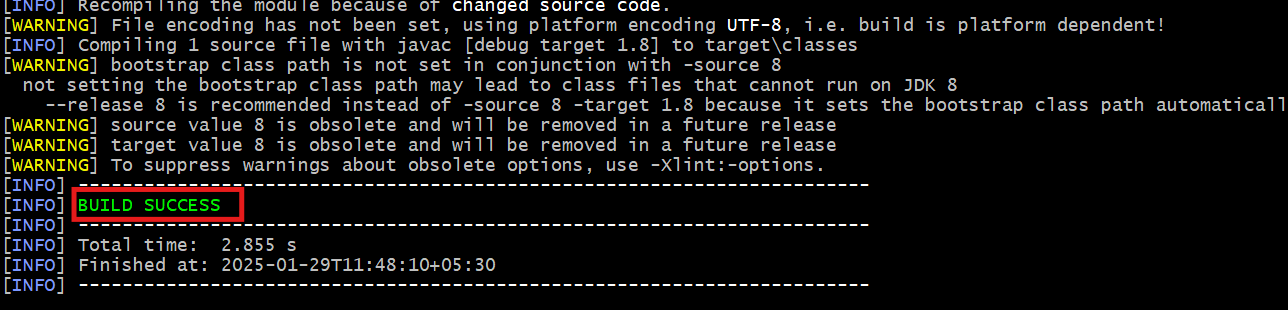 [INFO] Recompiling the module because of changed source code.
[WARNING] File encoding has not been set, using platform encoding UTF-8, i.e. build is platform dependent!
[INFO] Compiling 1 source file with javac [debug target 1.8] to target\classes
[WARNING] bootstrap class path is not set in conjunction with -source 8
  not setting the bootstrap class path may lead to class files that cannot run on JDK 8
    --release 8 is recommended instead of -source 8 -target 1.8 because it sets the bootstrap class path automaticall
[WARNING] source value 8 is obsolete and will be removed in a future release
[WARNING] target value 8 is obsolete and will be removed in a future release
[WARNING] To suppress warnings about obsolete options, use -Xlint:-options.
[INFO] ------------------------------------------------------------------------
[INFO] BUILD SUCCESS
[INFO] ------------------------------------------------------------------------
[INFO] Total time:  2.855 s
[INFO] Finished at: 2025-01-29T11:48:10+05:30
[INFO] ------------------------------------------------------------------------